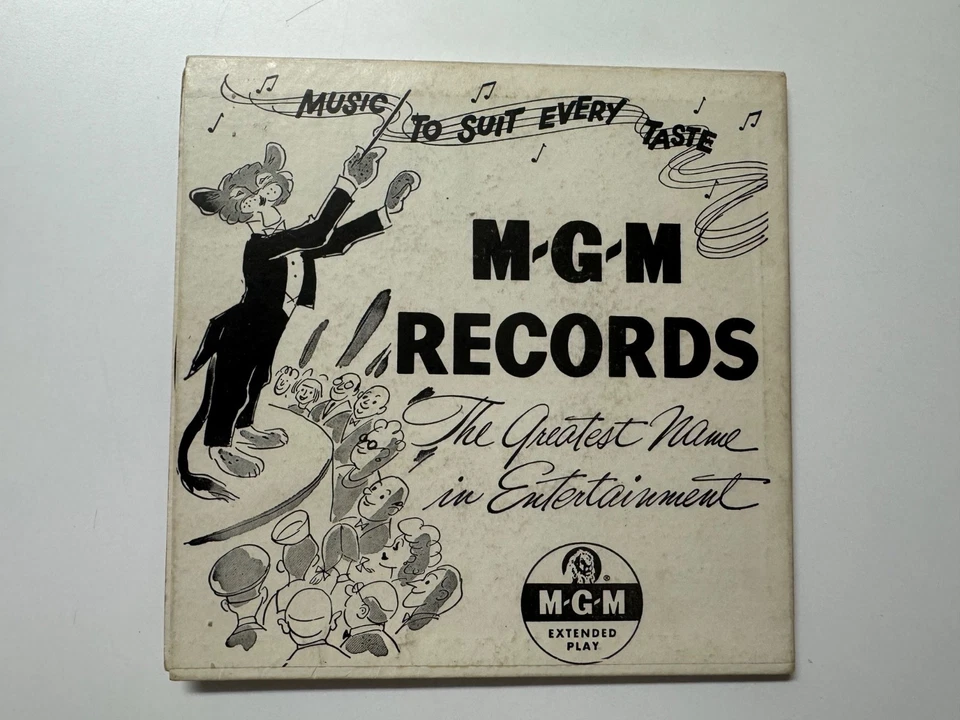 MUSIC TO SUIT EVERY TASTE
M-G-M
RECORDS
The Greatest Name
in Entertainment
®
M-G-M
EXTENDED
PLAY